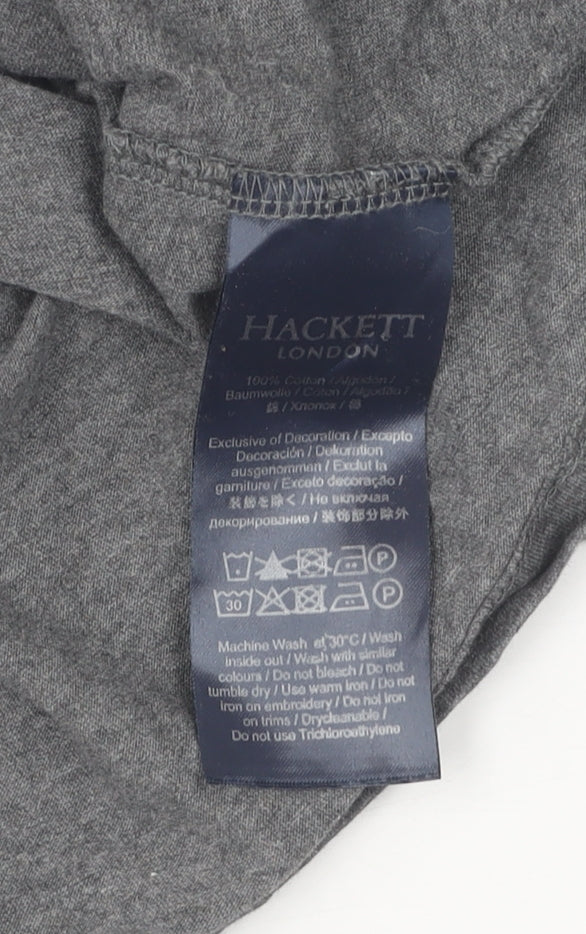 HACKETT
LONDON
100% Cotton / Algodón /
Baumwolle / Coton / Algodão /
綿 / Хлопок / 棉
Exclusive of Decoration / Excepto
Decoración / Dekoration
ausgenommen / Exclut la
garniture / Exceto decoração /
装飾を除く / Не включая
декорирование / 装饰部分除外
P
30 P
Machine Wash at 30°C / Wash
inside out / Wash with similar
colours / Do not bleach / Do not
tumble dry / Use warm iron / Do not
iron on embroidery / Do not iron
on trims / Drycleanable /
Do not use Trichloroethylene